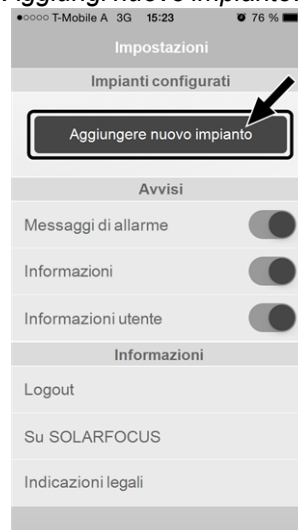 Aggiungi nuovo impianto.
●○○○○ T-Mobile A 3G 15:23 76 %
Impostazioni
Impianti configurati
Aggiungere nuovo impianto
Avvisi
Messaggi di allarme
Informazioni
Informazioni utente
Informazioni
Logout
Su SOLARFOCUS
Indicazioni legali